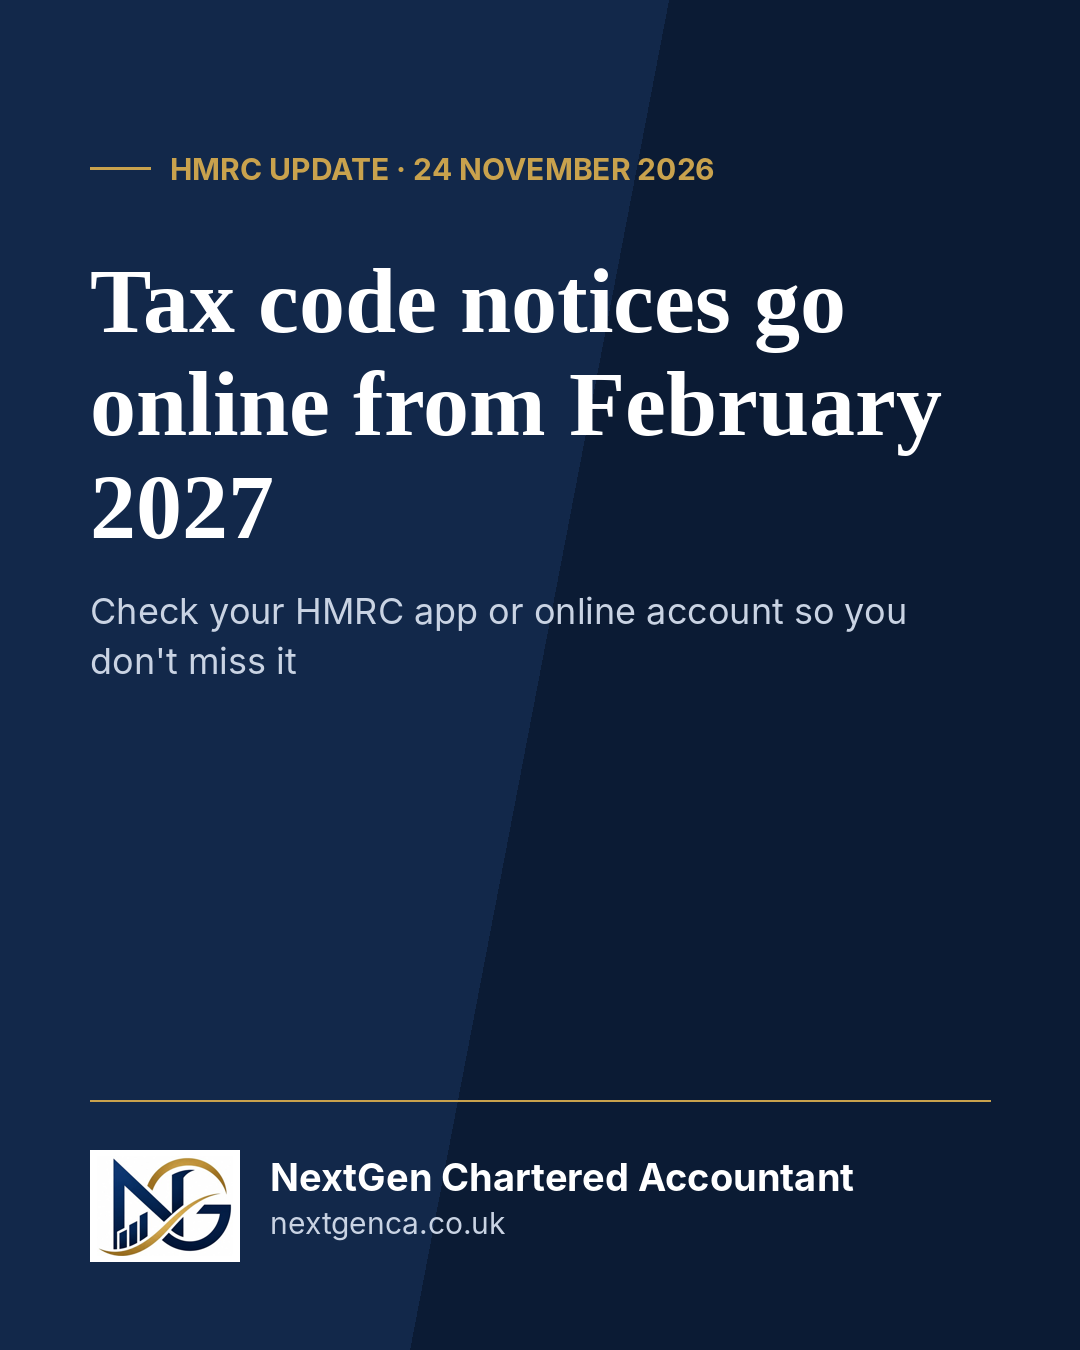 HMRC UPDATE · 24 NOVEMBER 2026
Tax code notices go
online from February
2027
Check your HMRC app or online account so you
don't miss it
NG
NextGen Chartered Accountant
nextgenca.co.uk